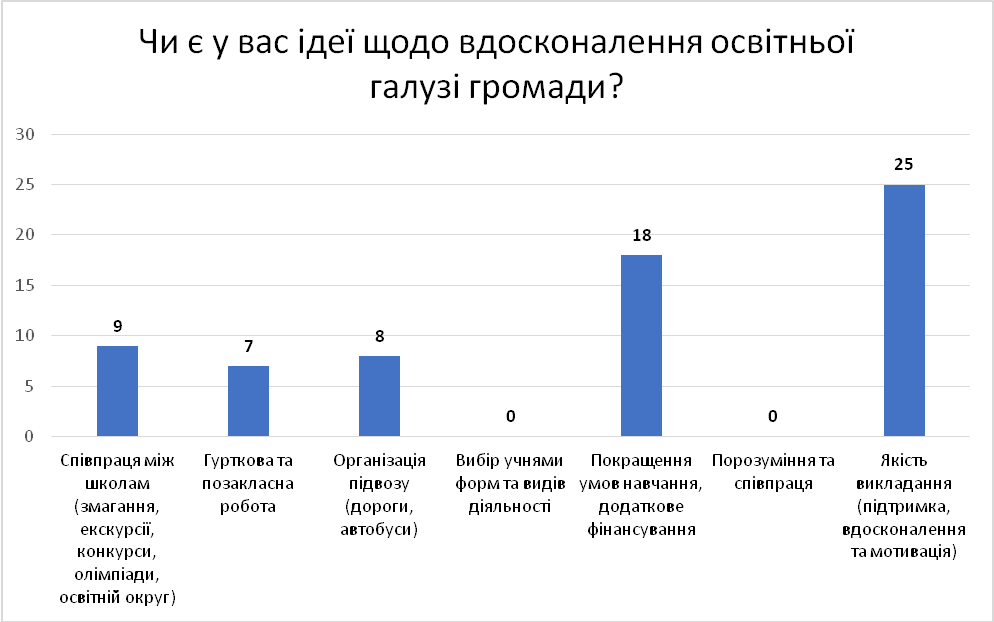 Чи є у вас ідеї щодо вдосконалення освітньої
галузі громади?
30
25
20
15
10
5
0
9
7
8
0
18
0
25
Співпраця між
школам
(змагання,
екскурсії,
конкурси,
олімпіади,
освітній округ)
Гурткова та
позакласна
робота
Організація
підвозу
(дороги,
автобуси)
Вибір учнями
форм та видів
діяльності
Покращення
умов навчання,
додаткове
фінансування
Порозуміння та
співпраця
Якість
викладання
(підтримка,
вдосконалення
та мотивація)